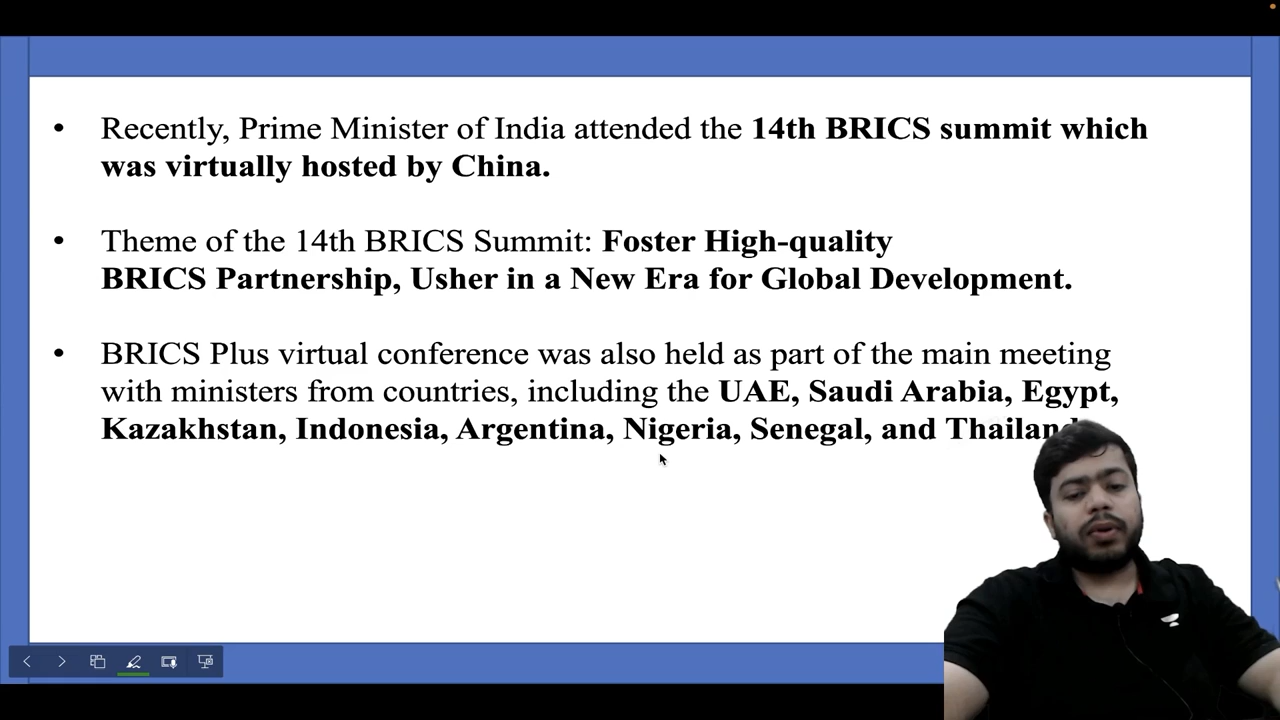 • Recently, Prime Minister of India attended the 14th BRICS summit which
was virtually hosted by China.
• Theme of the 14th BRICS Summit: Foster High-quality
BRICS Partnership, Usher in a New Era for Global Development.
• BRICS Plus virtual conference was also held as part of the main meeting
with ministers from countries, including the UAE, Saudi Arabia, Egypt,
Kazakhstan, Indonesia, Argentina, Nigeria, Senegal, and Thailand